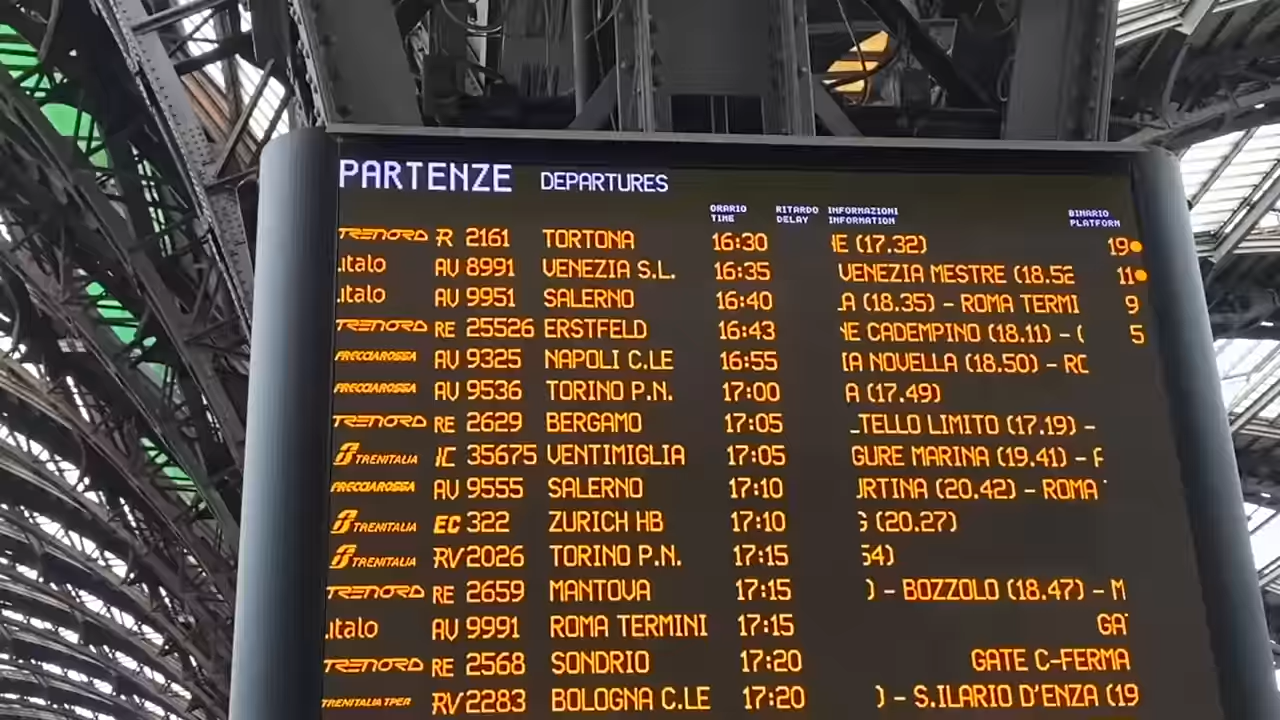 PARTENZE DEPARTURES
ORARIO RITARDO INFORMAZIONI BINARIO
TIME DELAY INFORMATION PLATFORM
TRENORD R 2161 TORTONA 16:30 E (17.32) 19
.italo AV 8991 VENEZIA S.L. 16:35 VENEZIA MESTRE (18.52 11
.italo AV 9951 SALERNO 16:40 A (18.35) – ROMA TERMI 9
TRENORD RE 25526 ERSTFELD 16:43 NE CADEMPINO (18.11) – ( 5
FRECCIAROSSA AV 9325 NAPOLI C.LE 16:55 A NOVELLA (18.50) – RO
FRECCIAROSSA AV 9536 TORINO P.N. 17:00 A (17.49)
TRENORD RE 2629 BERGAMO 17:05 TELLO LIMITO (17.19) –
TRENITALIA IC 35675 VENTIMIGLIA 17:05 GURE MARINA (19.41) –
FRECCIAROSSA AV 9555 SALERNO 17:10 RTINA (20.42) – ROMA
TRENITALIA EC 322 ZURICH HB 17:10 (20.27)
TRENITALIA RV 2026 TORINO P.N. 17:15 54)
TRENORD RE 2659 MANTOVA 17:15 ) – BOZZOLO (18.47) – M
.italo AV 9991 ROMA TERMINI 17:15 GA
TRENORD RE 2568 SONDRIO 17:20 GATE C-FERMA
TRENITALIA TPER RV 2283 BOLOGNA C.LE 17:20 ) – S.ILARIO D'ENZA (19